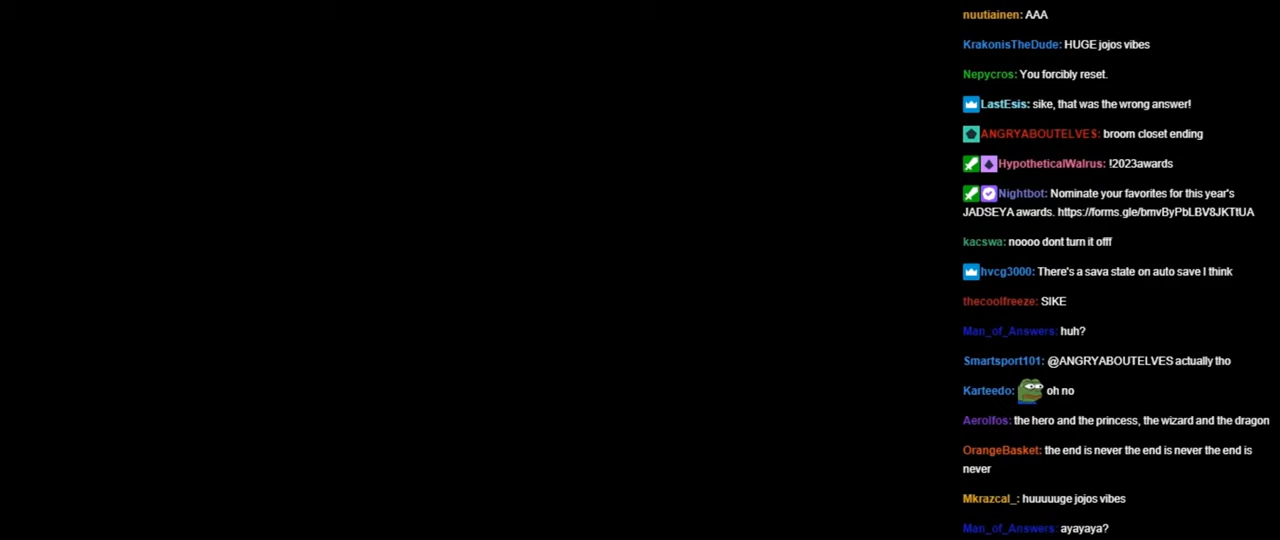 nuutiainen: AAA
KrakonisTheDude: HUGE jojos vibes
Nepycros: You forcibly reset.
LastEsis: sike, that was the wrong answer!
ANGRYABOUTELVES: broom closet ending
HypotheticalWalrus: !2023awards
Nightbot: Nominate your favorites for this year's
JADSEYA awards. https://forms.gle/bmvByPbLBV8JKTtUA
kacswa: noooo dont turn it offf
hvcg3000: There's a sava state on auto save I think
thecoolfreeze: SIKE
Man_of_Answers: huh?
Smartsport101: @ANGRYABOUTELVES actually tho
Karteedo: oh no
Aerolfos: the hero and the princess, the wizard and the dragon
OrangeBasket: the end is never the end is never the end is
never
Mkrazcal_: huuuuuge jojos vibes
Man_of_Answers: ayayaya?